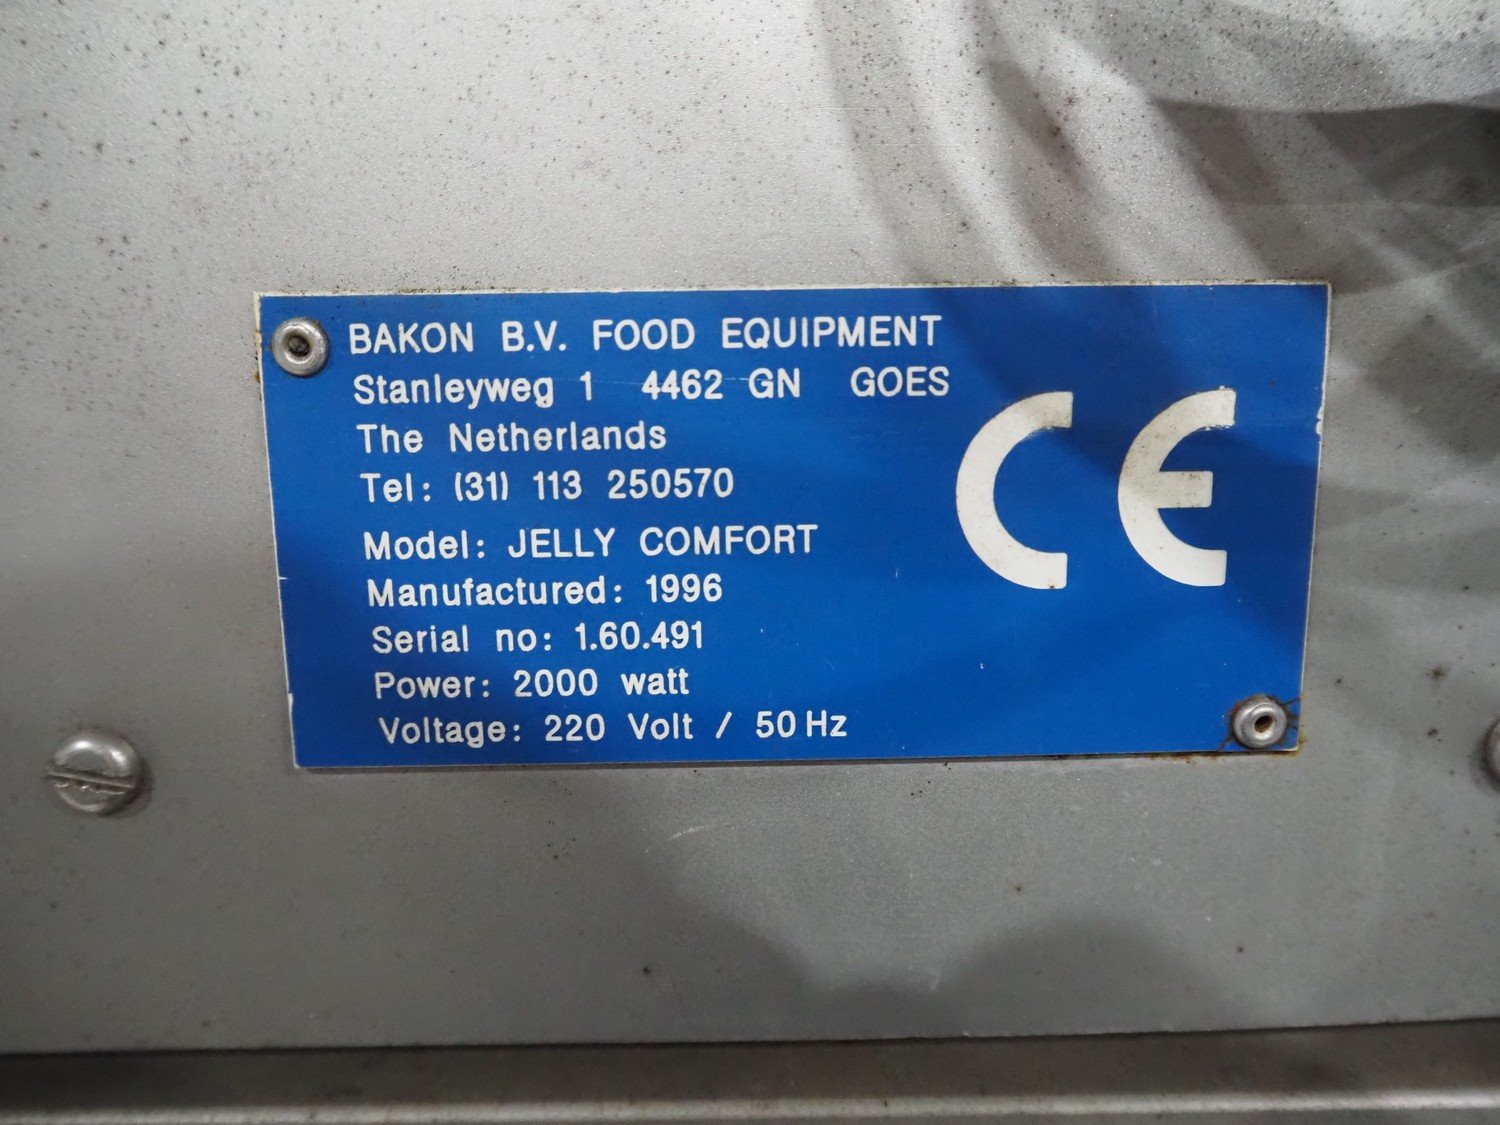 BAKON B.V. FOOD EQUIPMENT
Stanleyweg 1 4462 GN GOES
The Netherlands
Tel: (31) 113 250570
Model: JELLY COMFORT
Manufactured: 1996
Serial no: 1.60.491
Power: 2000 watt
Voltage: 220 Volt / 50 Hz
CE